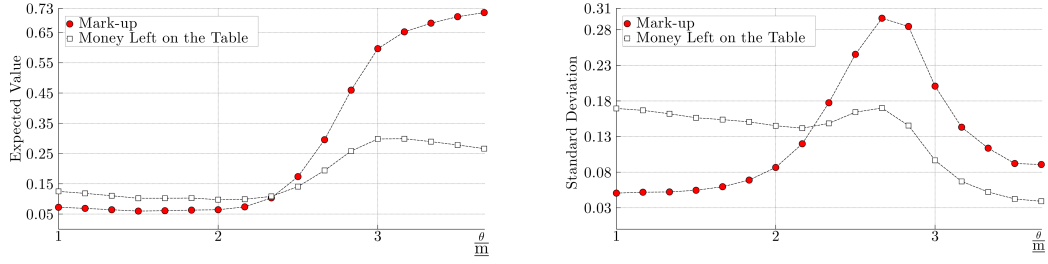 0.73
0.65
0.55
0.45
0.35
0.25
0.15
0.05
Expected Value
Mark-up
Money Left on the Table
1 2 3 θ/m
0.31
0.28
0.23
0.18
0.13
0.08
0.03
Standard Deviation
Mark-up
Money Left on the Table
1 2 3 θ/m